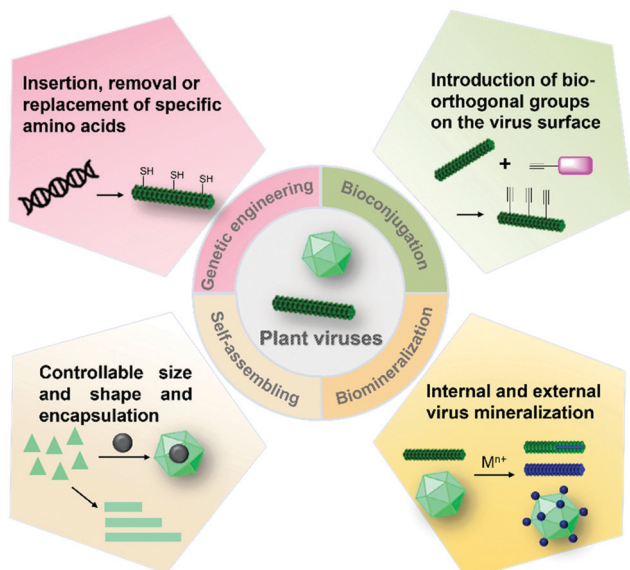 Insertion, removal or
replacement of specific
amino acids
SH
SH
SH
Introduction of bio-
orthogonal groups
on the virus surface
+
Genetic engineering
Bioconjugation
Plant viruses
Self-assembling
Biomineralization
Controllable size
and shape and
encapsulation
Internal and external
virus mineralization
Mⁿ⁺